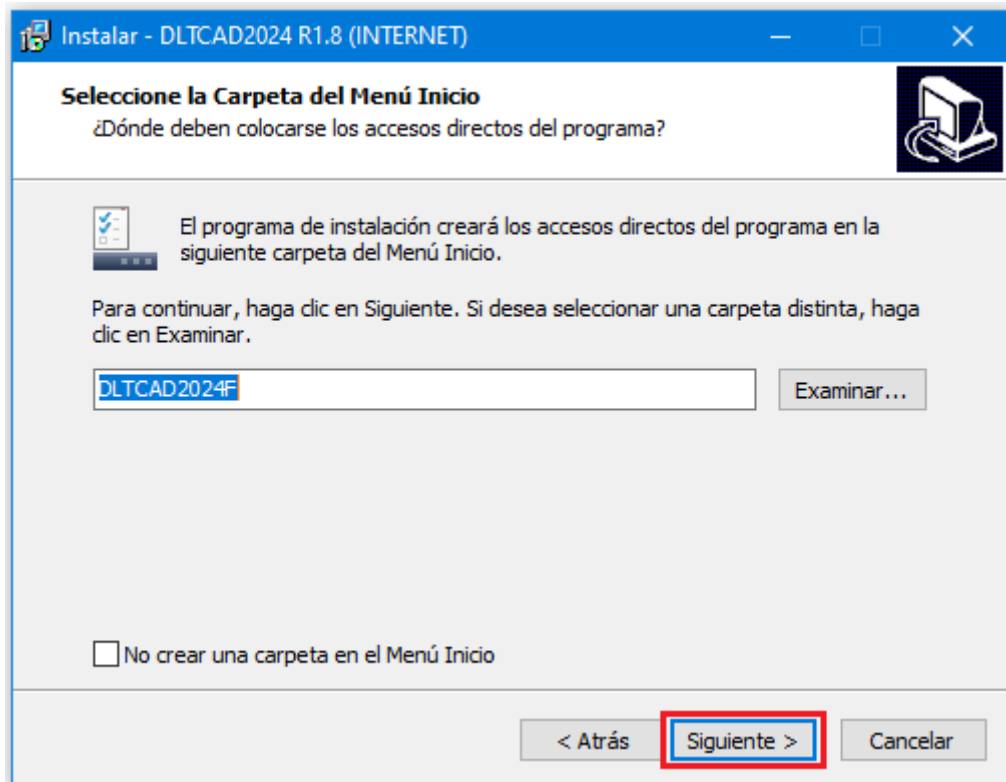 Instalar - DLTCAD2024 R1.8 (INTERNET)
Seleccione la Carpeta del Menú Inicio
¿Dónde deben colocarse los accesos directos del programa?
El programa de instalación creará los accesos directos del programa en la
siguiente carpeta del Menú Inicio.
Para continuar, haga clic en Siguiente. Si desea seleccionar una carpeta distinta, haga
clic en Examinar.
DLTCAD2024F
Examinar...
No crear una carpeta en el Menú Inicio
< Atrás
Siguiente >
Cancelar